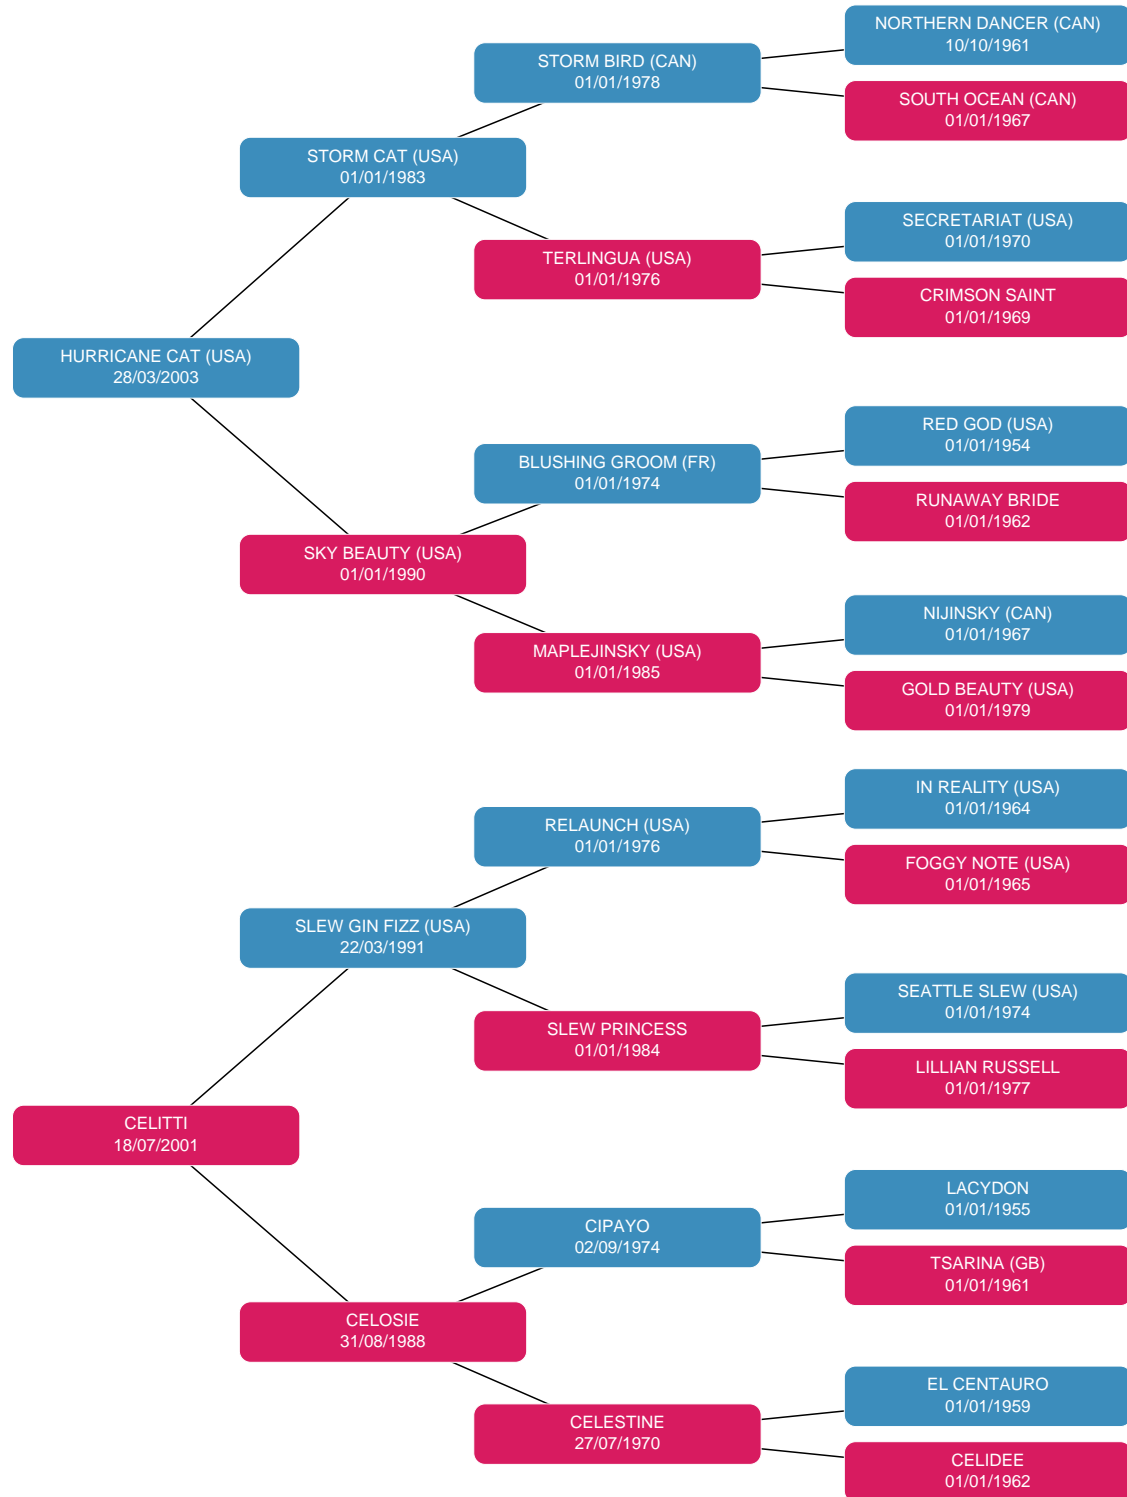 NORTHERN DANCER (CAN)
10/10/1961
STORM BIRD (CAN)
01/01/1978
SOUTH OCEAN (CAN)
01/01/1967
STORM CAT (USA)
01/01/1983
SECRETARIAT (USA)
01/01/1970
TERLINGUA (USA)
01/01/1976
CRIMSON SAINT
01/01/1969
HURRICANE CAT (USA)
28/03/2003
RED GOD (USA)
01/01/1954
BLUSHING GROOM (FR)
01/01/1974
RUNAWAY BRIDE
01/01/1962
SKY BEAUTY (USA)
01/01/1990
NIJINSKY (CAN)
01/01/1967
MAPLEJINSKY (USA)
01/01/1985
GOLD BEAUTY (USA)
01/01/1979
IN REALITY (USA)
01/01/1964
RELAUNCH (USA)
01/01/1976
FOGGY NOTE (USA)
01/01/1965
SLEW GIN FIZZ (USA)
22/03/1991
SEATTLE SLEW (USA)
01/01/1974
SLEW PRINCESS
01/01/1984
LILLIAN RUSSELL
01/01/1977
CELITTI
18/07/2001
LACYDON
01/01/1955
CIPAYO
02/09/1974
TSARINA (GB)
01/01/1961
CELOSIE
31/08/1988
EL CENTAURO
01/01/1959
CELESTINE
27/07/1970
CELIDEE
01/01/1962